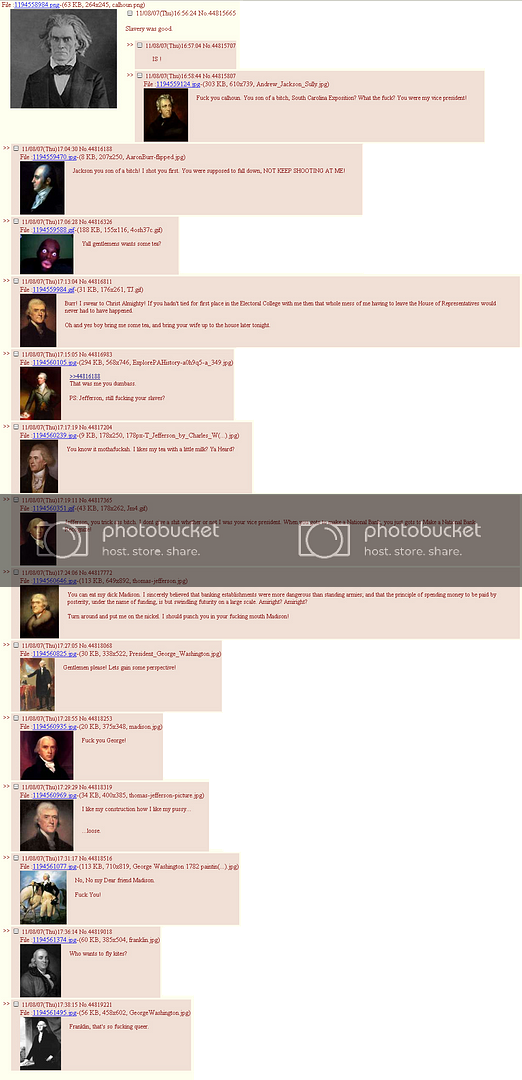 File :1194558984.png-(63 KB, 264x245, calhoun.png)
11/08/07(Thu)16:56:24 No.44815665
Slavery was good
>> 11/08/07(Thu)16:57:04 No.44815707
IS !
>> 11/08/07(Thu)16:58:44 No.44815807
File :1194559124.jpg-(303 KB, 610x739, Andrew_Jackson_Sully.jpg)
Fuck you calhoun. You son of a bitch, South Carolina Exposition? What the fuck? You were my vice president!
>> 11/08/07(Thu)17:04:30 No.44816188
File :1194559470.jpg-(8 KB, 207x250, AaronBurr-flipped.jpg)
Jackson you son of a bitch! I shot you first. You were supposed to fall down, NOT KEEP SHOOTING AT ME!
>> 11/08/07(Thu)17:06:28 No.44816326
File :1194559588.gif-(188 KB, 155x116, 4osh37c.gif)
Yall gentlemens wants some tea?
>> 11/08/07(Thu)17:13:04 No.44816811
File :1194559984.gif-(31 KB, 176x261, TJ.gif)
Burr! I swear to Christ Almighty! If you hadn't tied for first place in the Electoral College with me then that whole mess of me having to leave the House of Representatives would
never had to have happened.
Oh and yes boy bring me some tea, and bring your wife up to the house later tonight.
>> 11/08/07(Thu)17:15:05 No.44816983
File :1194560105.jpg-(294 KB, 568x746, ExplorePAHistory-a0h9q5-a_349.jpg)
>>44816188
That was me you dumbass.
PS: Jefferson, still fucking your slaves?
>> 11/08/07(Thu)17:17:19 No.44817204
File :1194560239.jpg-(9 KB, 178x250, 178px-T_Jefferson_by_Charles_W(...).jpg)
You know it mothafuckah. I likes my tea with a little milk? Ya Heard?
>> 11/08/07(Thu)17:19:11 No.44817365
File :1194560351.gif-(43 KB, 178x262, Jm4.gif)
Jefferson, you trick ass bitch. I dont give a shit whether or not I was your vice president. When you gots to make a National Bank, you just gots to Make a National Bank.
photobucket
host. store. share.
photobucket
host. store. share.
>> 11/08/07(Thu)17:24:06 No.44817772
File :1194560646.jpg-(113 KB, 649x892, thomas-jefferson.jpg)
You can eat my dick Madison. I sincerely believed that banking establishments were more dangerous than standing armies; and that the principle of spending money to be paid by
posterity, under the name of funding, is but swindling futurity on a large scale. Amiright? Amiright?
Turn around and put me on the nickel. I should punch you in your fucking mouth Madison!
>> 11/08/07(Thu)17:27:05 No.44818068
File :1194560825.jpg-(30 KB, 338x522, President_George_Washington.jpg)
Gentlemen please! Lets gain some perspective!
>> 11/08/07(Thu)17:28:55 No.44818253
File :1194560935.jpg-(20 KB, 375x348, madison.jpg)
Fuck you George!
>> 11/08/07(Thu)17:29:29 No.44818319
File :1194560969.jpg-(34 KB, 400x385, thomas-jefferson-picture.jpg)
I like my construction how I like my pussy...
...loose.
>> 11/08/07(Thu)17:31:17 No.44818516
File :1194561077.jpg-(113 KB, 710x819, George Washington 1782 paintin(...).jpg)
No, No my Dear friend Madison
Fuck You!
>> 11/08/07(Thu)17:36:14 No.44819018
File :1194561374.jpg-(60 KB, 385x504, franklin.jpg)
Who wants to fly kites?
>> 11/08/07(Thu)17:38:15 No.44819221
File :1194561495.jpg-(56 KB, 458x602, GeorgeWashington.jpg)
Franklin, that's so fucking queer.